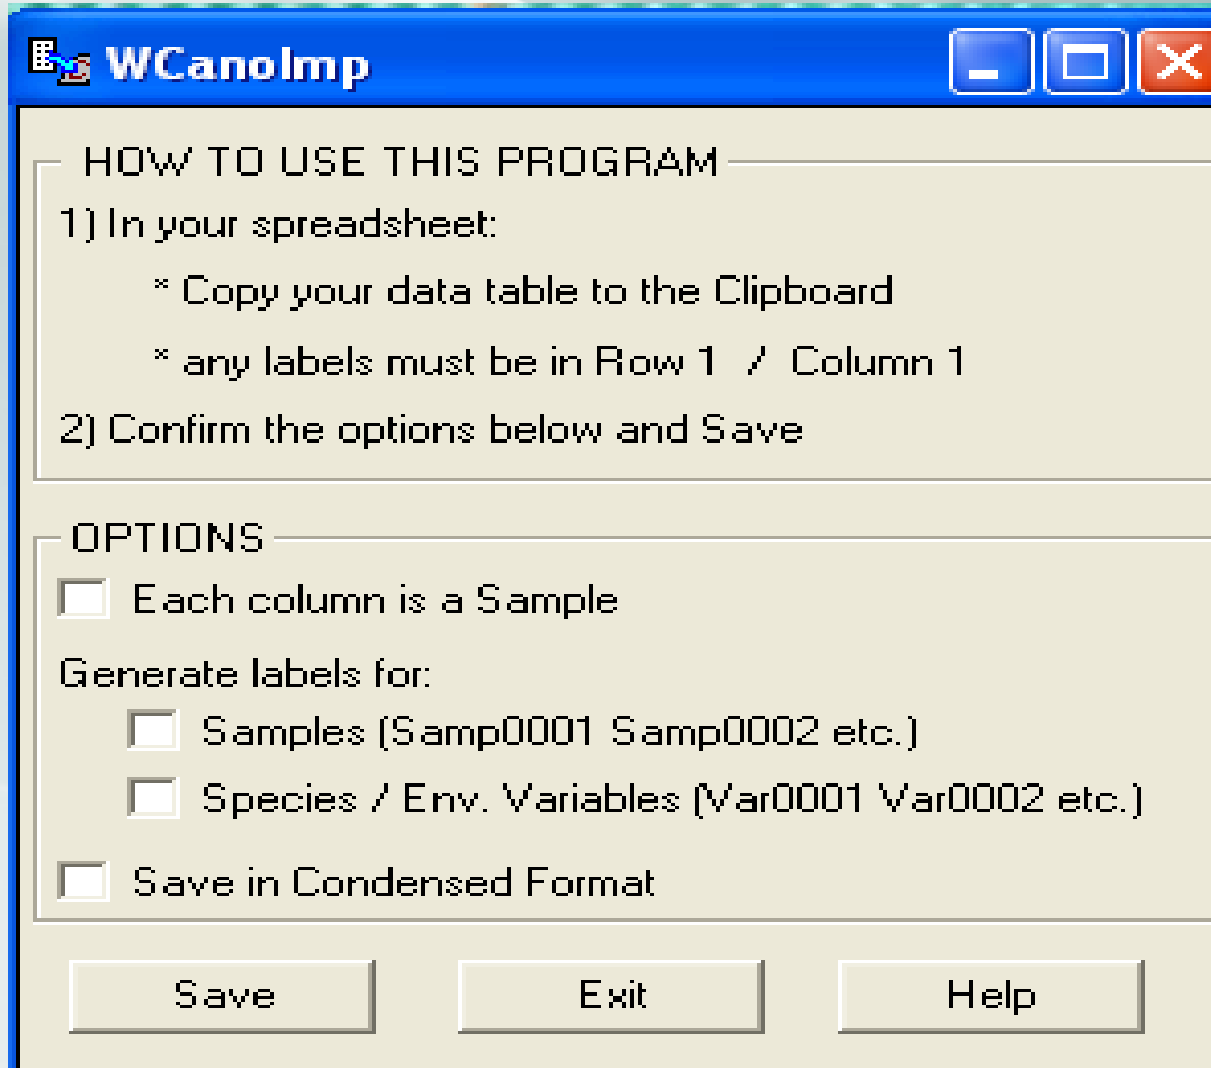 WCanoImp
HOW TO USE THIS PROGRAM
1) In your spreadsheet:
* Copy your data table to the Clipboard
* any labels must be in Row 1 / Column 1
2) Confirm the options below and Save
OPTIONS
Each column is a Sample
Generate labels for:
Samples (Samp0001 Samp0002 etc.)
Species / Env. Variables (Var0001 Var0002 etc.)
Save in Condensed Format
Save Exit Help